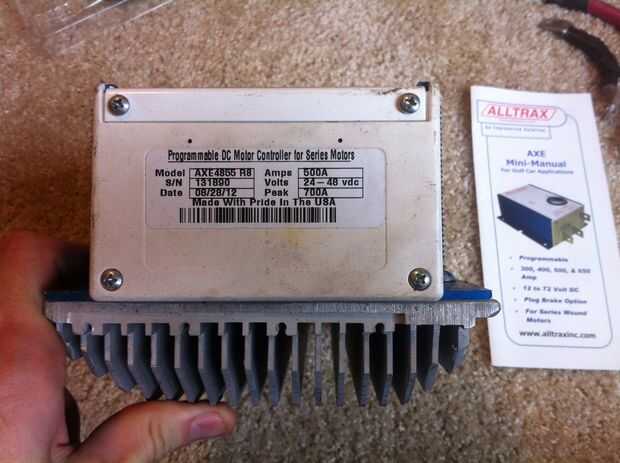 Programmable DC Motor Controller for Series Motors
Model AXE4855 R8 Amps 500A
S/N 131890 Volts 24-48 vdc
Date 08/28/12 Peak 700A
Made With Pride In The USA
ALLTRAX
AXE
Mini-Manual
For Golf Car Applications
• Programmable
• 300, 400, 500, & 650
Amp
• 12 to 72 Volt DC
• Plug Brake Option
• For Series Wound
Motors
www.alltraxinc.com